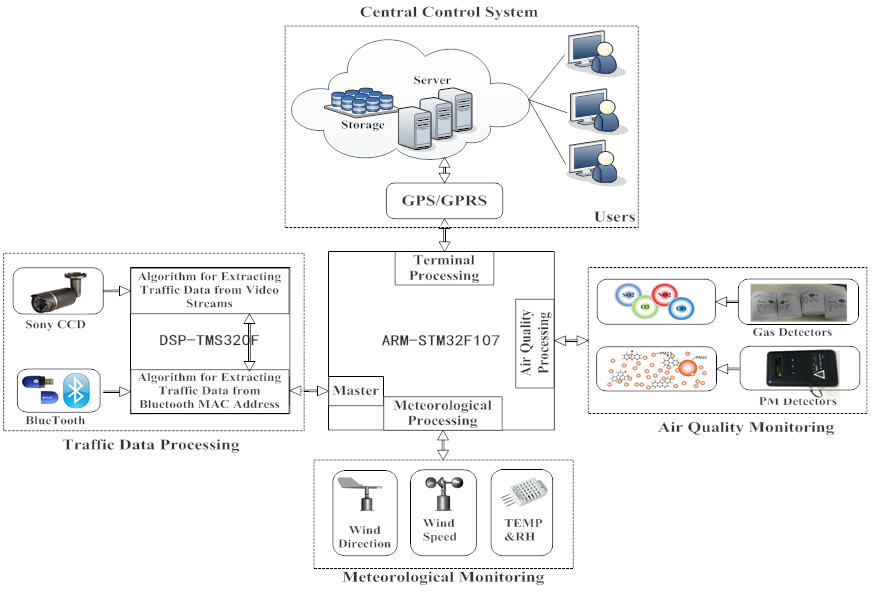 Central Control System
Server
Storage
GPS/GPRS
Users
Terminal
Processing
Algorithm for Extracting
Traffic Data from Video
Streams
Sony CCD
DSP-TMS320F
ARM-STM32F107
Air Quality
Processing
Algorithm for Extracting
Traffic Data from
Bluetooth MAC Address
BlueTooth
Master
Meteorological
Processing
Traffic Data Processing
SO2
NO2
O3
CO
Gas Detectors
PM Detectors
Air Quality Monitoring
Wind
Direction
Wind
Speed
TEMP
&RH
Meteorological Monitoring